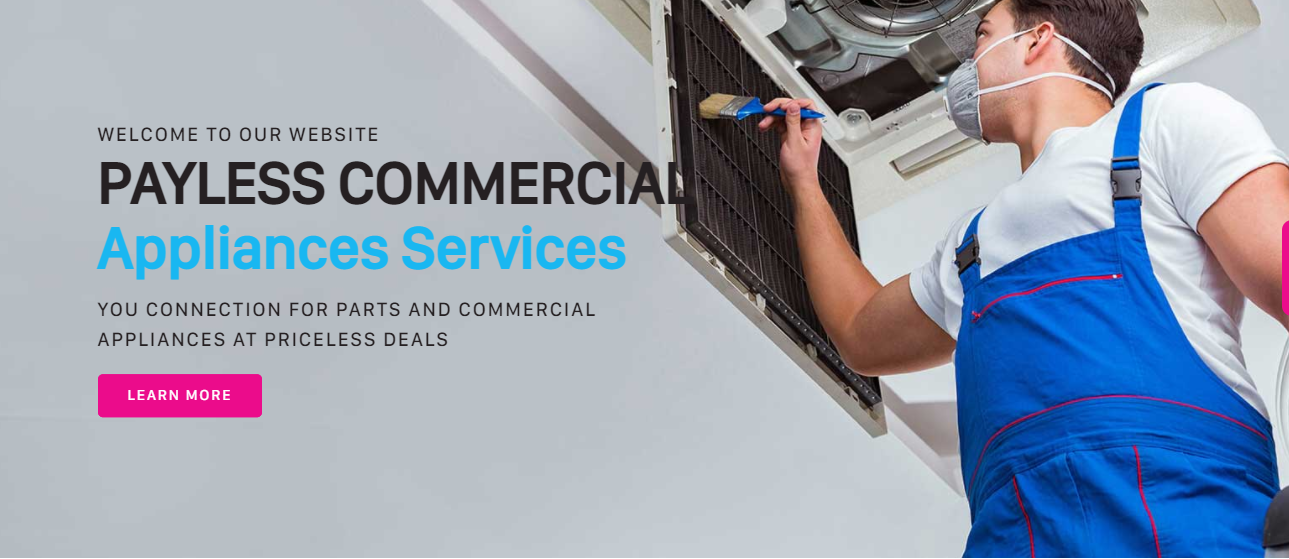 WELCOME TO OUR WEBSITE
PAYLESS COMMERCIAL
Appliances Services
YOU CONNECTION FOR PARTS AND COMMERCIAL
APPLIANCES AT PRICELESS DEALS
LEARN MORE